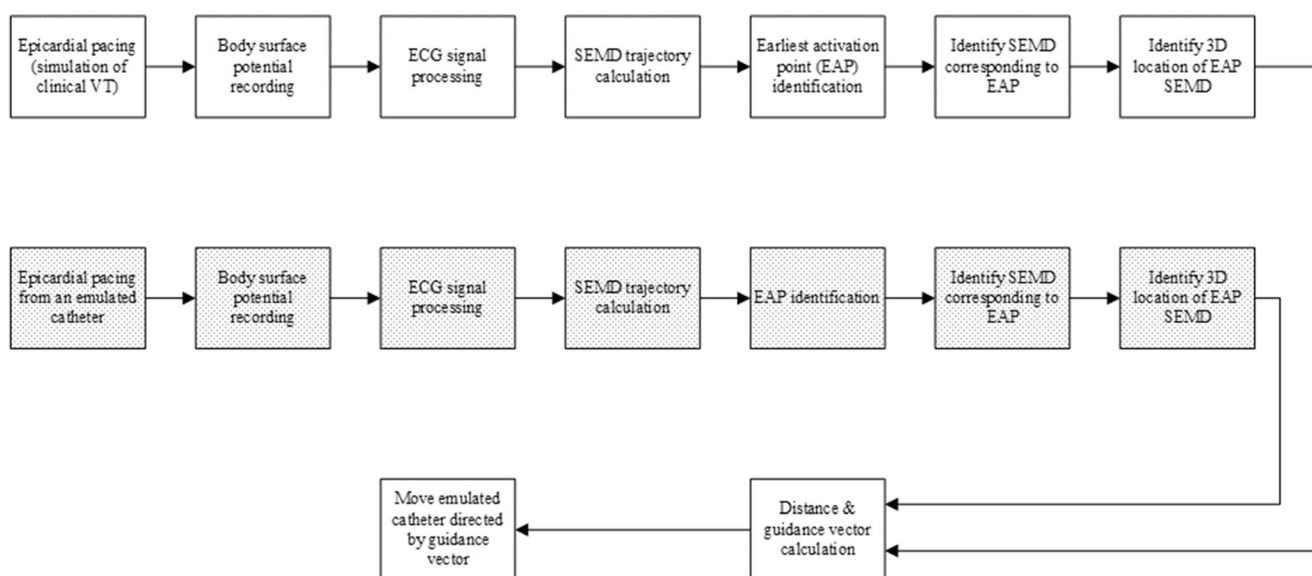 Epicardial pacing
(simulation of
clinical VT)
Body surface
potential
recording
ECG signal
processing
SEMD trajectory
calculation
Earliest activation
point (EAP)
identification
Identify SEMD
corresponding to
EAP
Identify 3D
location of EAP
SEMD
Epicardial pacing
from an emulated
catheter
Body surface
potential
recording
ECG signal
processing
SEMD trajectory
calculation
EAP identification
Identify SEMD
corresponding to
EAP
Identify 3D
location of EAP
SEMD
Move emulated
catheter directed
by guidance
vector
Distance &
guidance vector
calculation